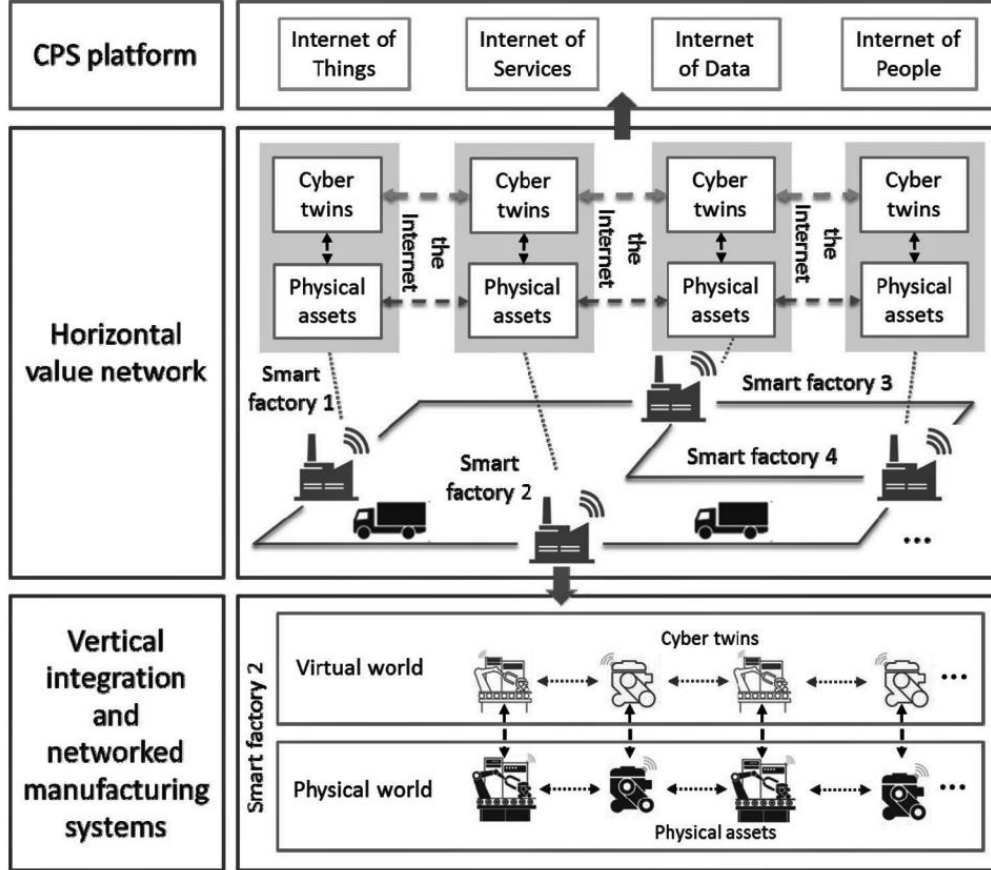 CPS platform
Internet of
Things
Internet of
Services
Internet
of Data
Internet of
People
Horizontal
value network
Cyber
twins
Cyber
twins
Cyber
twins
Cyber
twins
the
Internet
the
Internet
the
Internet
Physical
assets
Physical
assets
Physical
assets
Physical
assets
Smart
factory 1
Smart factory 3
Smart
factory 2
Smart factory 4
...
Vertical
integration
and
networked
manufacturing
systems
Smart factory 2
Cyber twins
Virtual world
...
Physical world
...
Physical assets